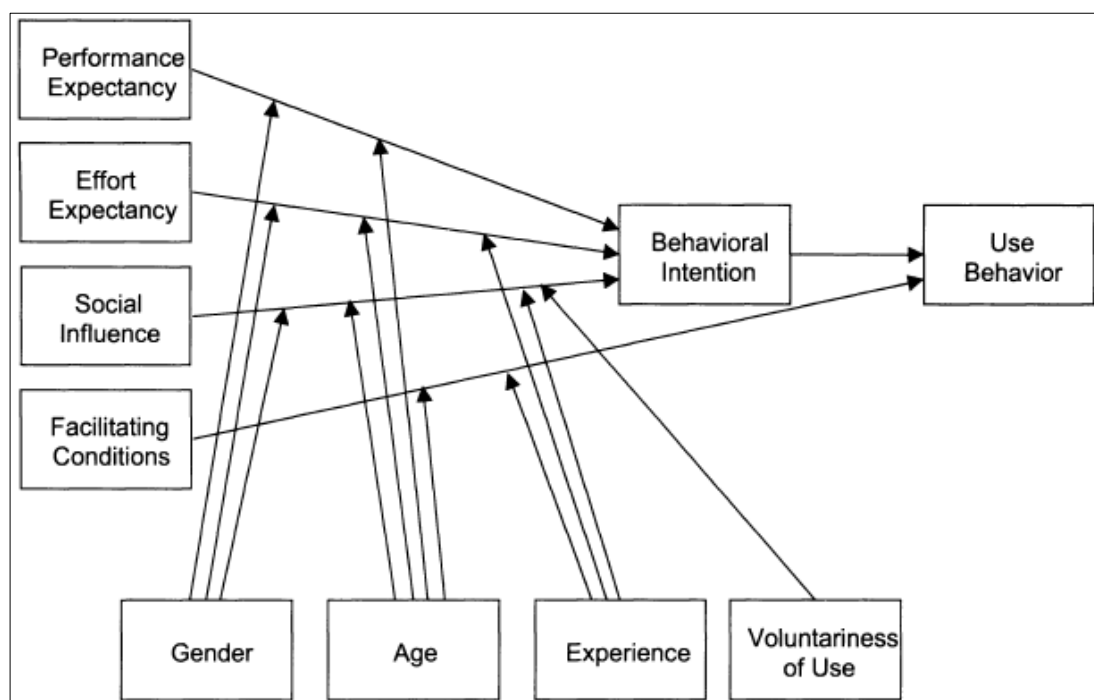 Performance
Expectancy
Effort
Expectancy
Social
Influence
Facilitating
Conditions
Behavioral
Intention
Use
Behavior
Gender
Age
Experience
Voluntariness
of Use